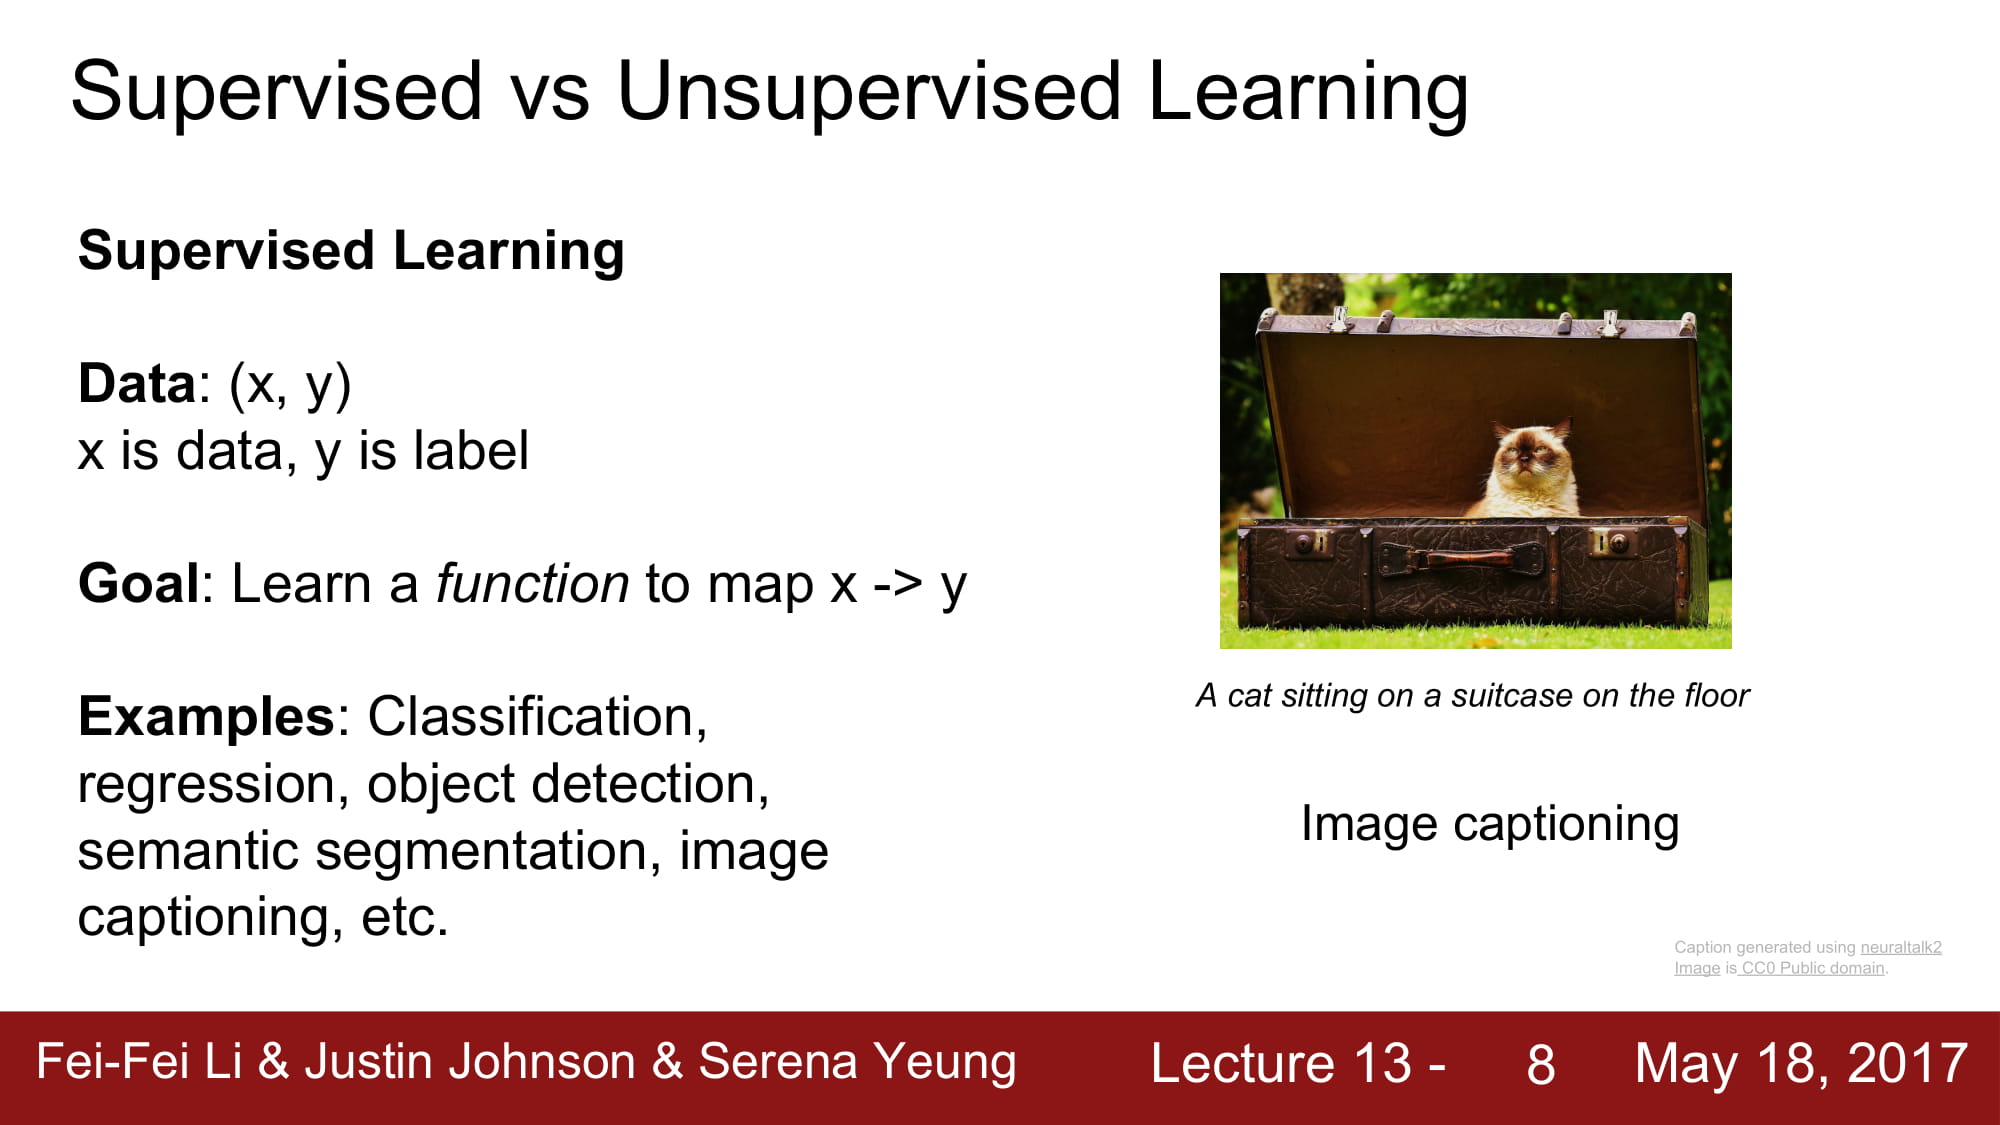 Supervised vs Unsupervised Learning
Supervised Learning
Data: (x, y)
x is data, y is label
Goal: Learn a function to map x -> y
Examples: Classification,
regression, object detection,
semantic segmentation, image
captioning, etc.
A cat sitting on a suitcase on the floor
Image captioning
Caption generated using neuraltalk2
Image is CC0 Public domain.
Fei-Fei Li & Justin Johnson & Serena Yeung
Lecture 13 - 8
May 18, 2017